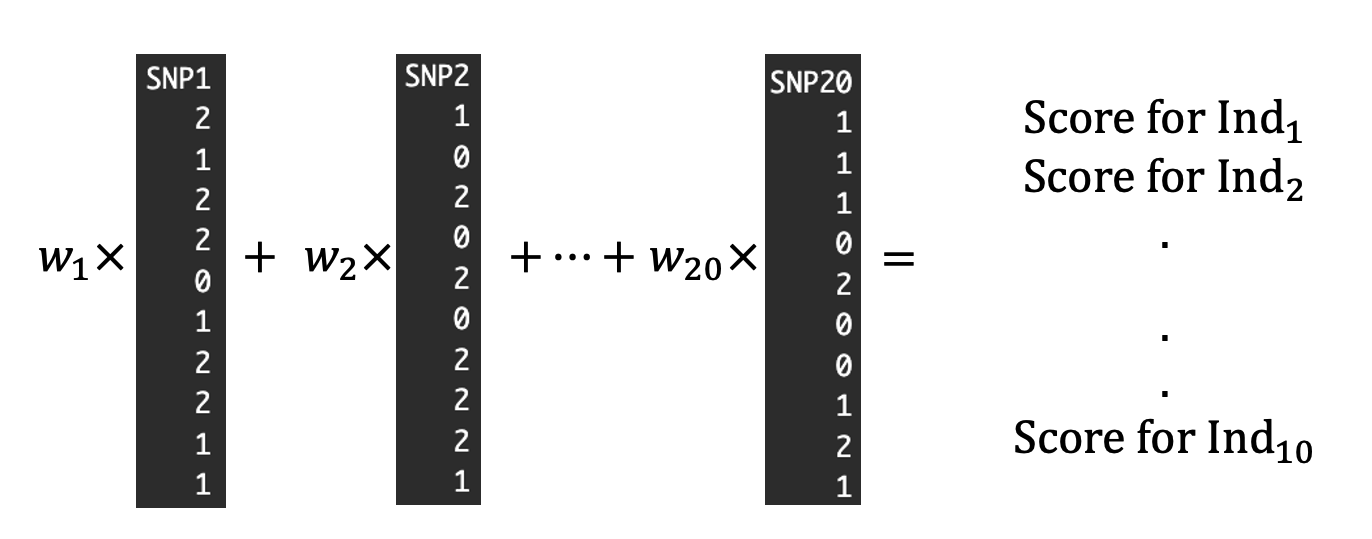 w₁× SNP1 2 1 2 2 0 1 2 2 1 1 + w₂× SNP2 1 0 2 0 2 0 2 2 2 1 +⋯+ w₂₀× SNP20 1 1 1 0 2 0 0 1 2 1 =
Score for Ind₁
Score for Ind₂
.
.
.
Score for Ind₁₀